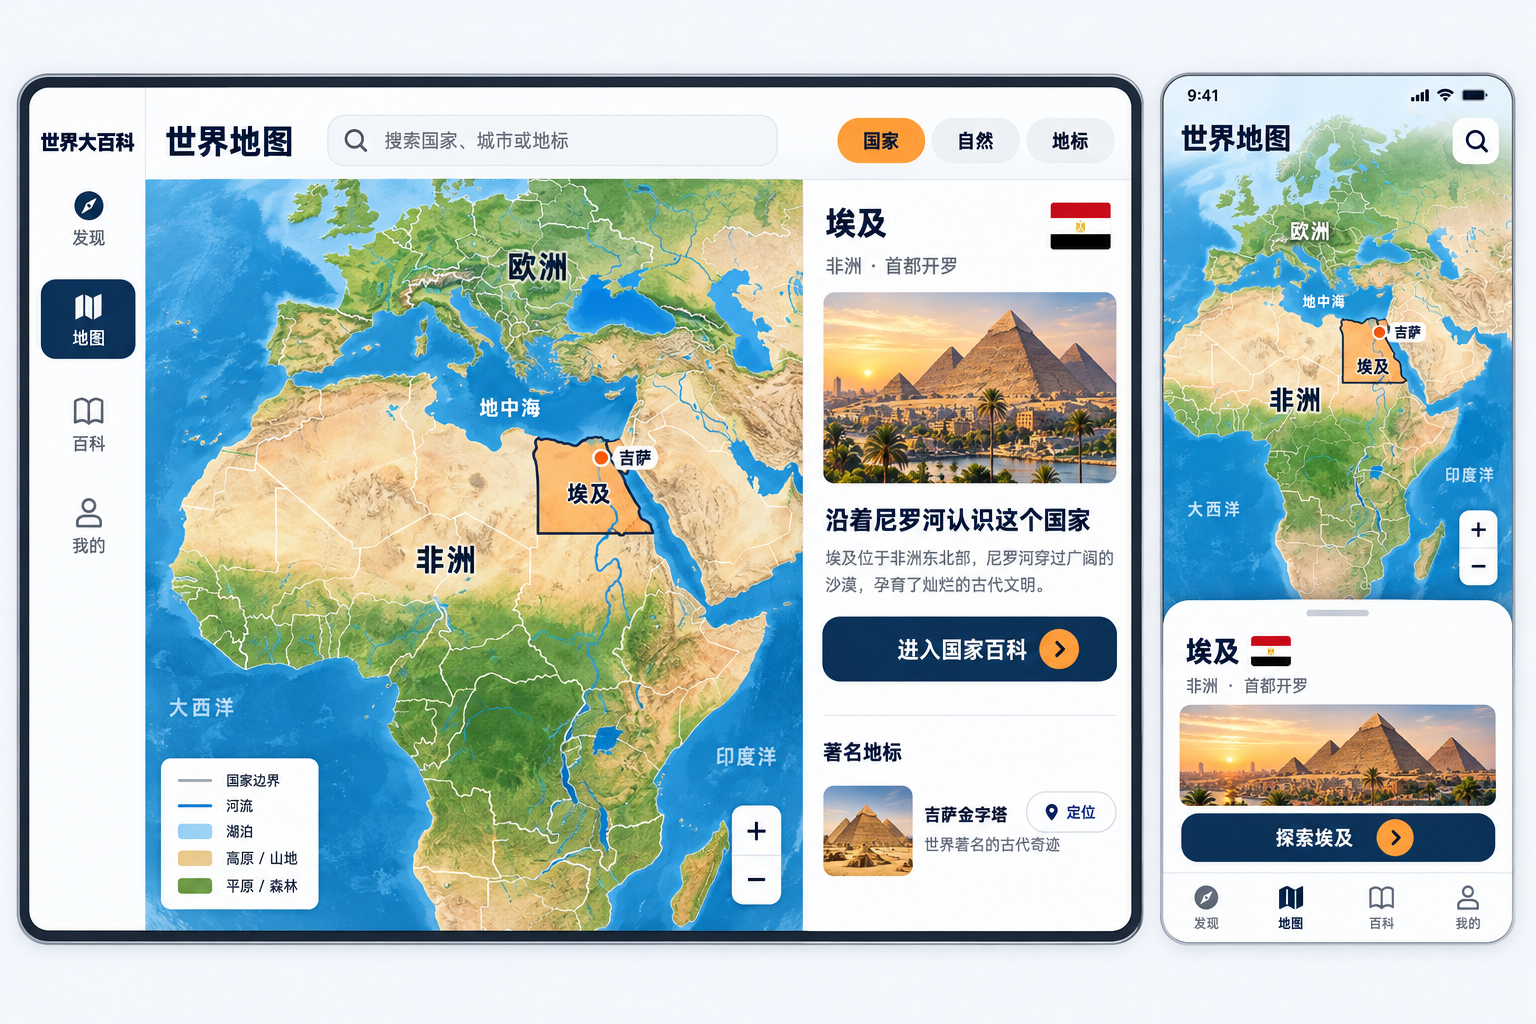 世界大百科
发现
地图
百科
我的
世界地图
搜索国家、城市或地标
国家
自然
地标
欧洲
地中海
吉萨
埃及
非洲
大西洋
印度洋
国家边界
河流
湖泊
高原 / 山地
平原 / 森林
+
−
埃及
非洲 · 首都开罗
沿着尼罗河认识这个国家
埃及位于非洲东北部，尼罗河穿过广阔的
沙漠，孕育了灿烂的古代文明。
进入国家百科
著名地标
吉萨金字塔
定位
世界著名的古代奇迹
9:41
世界地图
欧洲
地中海
吉萨
埃及
非洲
印度洋
大西洋
+
−
埃及
非洲 · 首都开罗
探索埃及
发现
地图
百科
我的